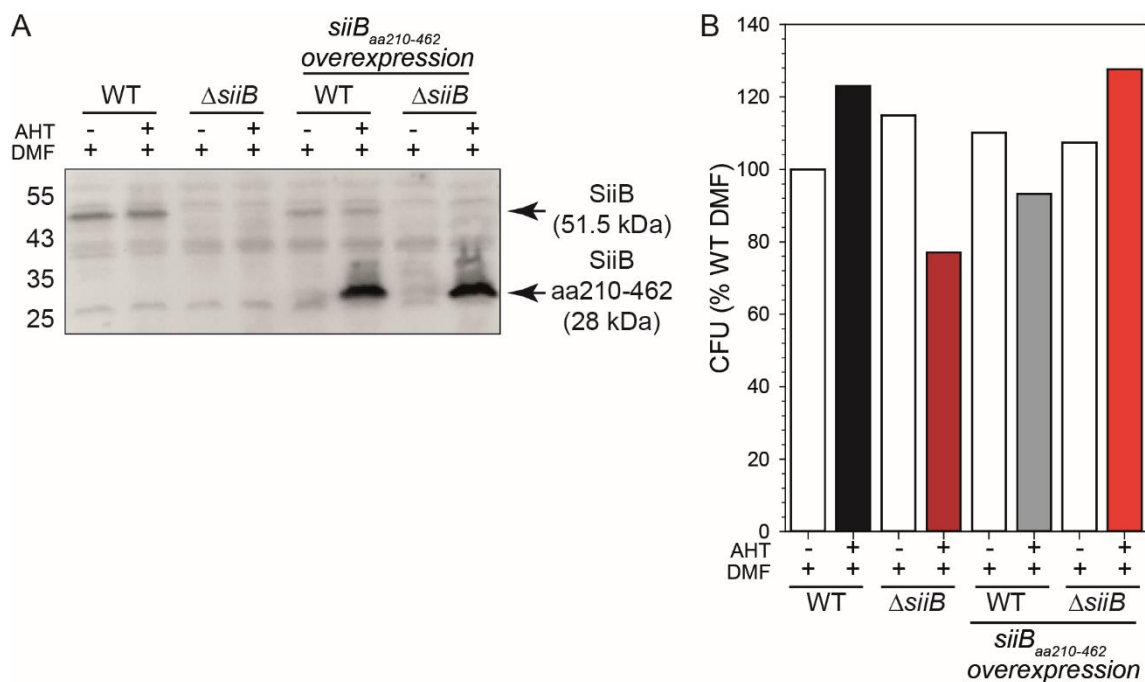 A
siiB aa210-462
overexpression
WT ΔsiiB WT ΔsiiB
AHT - + - + - + - +
DMF + + + + + + + +
55
43
35
25
SiiB
(51.5 kDa)
SiiB
aa210-462
(28 kDa)
B
CFU (% WT DMF)
140
120
100
80
60
40
20
0
AHT - + - + - + - +
DMF + + + + + + + +
WT ΔsiiB WT ΔsiiB
siiB aa210-462
overexpression